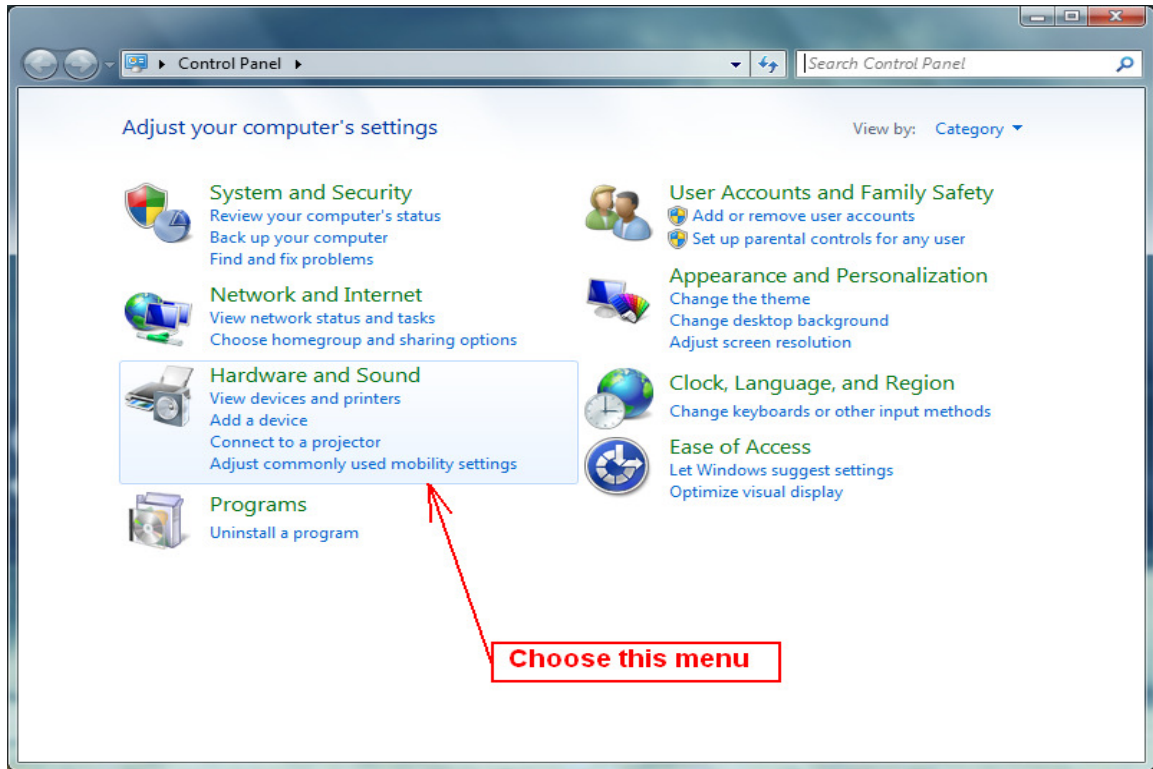 Control Panel
Search Control Panel
Adjust your computer's settings
View by: Category
System and Security
Review your computer's status
Back up your computer
Find and fix problems
Network and Internet
View network status and tasks
Choose homegroup and sharing options
Hardware and Sound
View devices and printers
Add a device
Connect to a projector
Adjust commonly used mobility settings
Programs
Uninstall a program
User Accounts and Family Safety
Add or remove user accounts
Set up parental controls for any user
Appearance and Personalization
Change the theme
Change desktop background
Adjust screen resolution
Clock, Language, and Region
Change keyboards or other input methods
Ease of Access
Let Windows suggest settings
Optimize visual display
Choose this menu